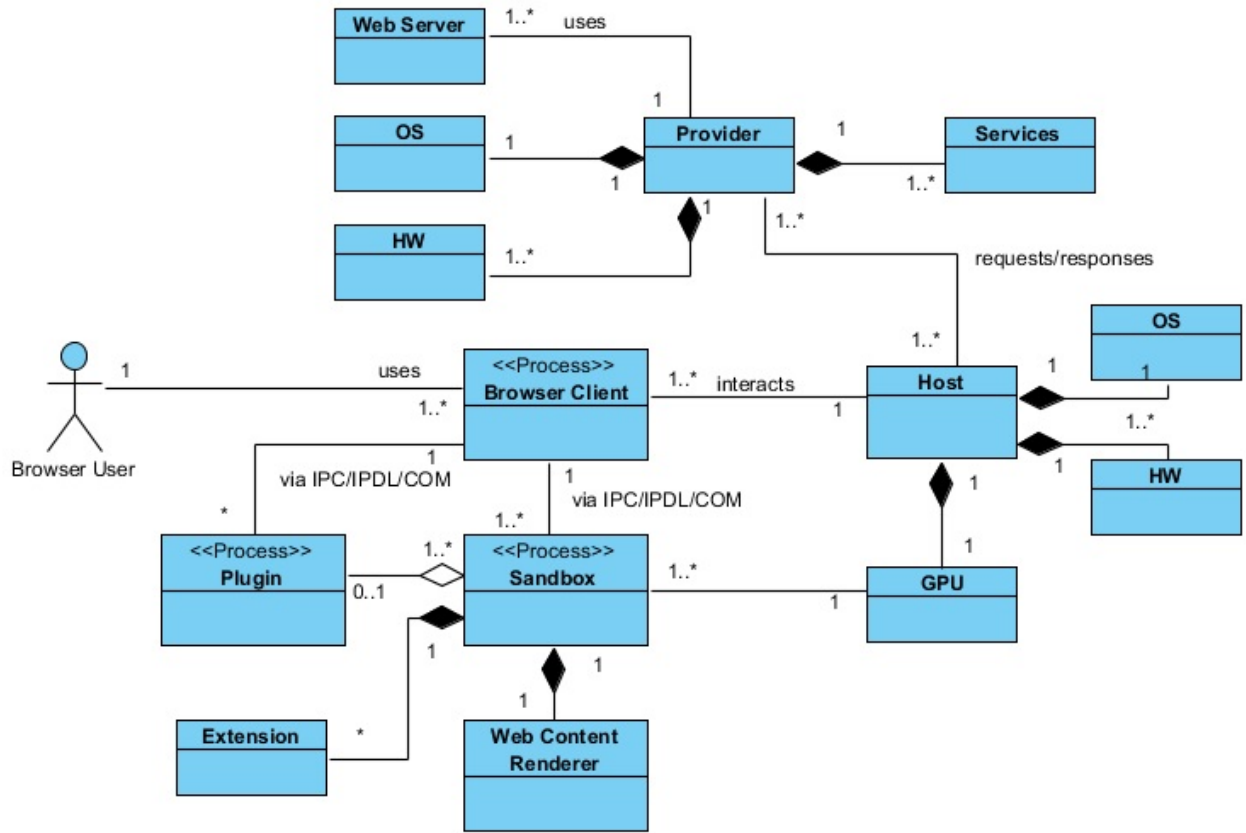 Web Server
1..*
uses
1
OS
1
1
Provider
1
1..*
Services
HW
1..*
1
1..*
requests/responses
1..*
OS
1
1
1
uses
1..*
Browser User
<<Process>>
Browser Client
1..*
interacts
1
Host
1..*
1
HW
1
via IPC/IPDL/COM
*
1
via IPC/IPDL/COM
1..*
1
1
<<Process>>
Plugin
1..*
0..1
<<Process>>
Sandbox
1..*
1
GPU
1
*
Extension
1
1
Web Content
Renderer